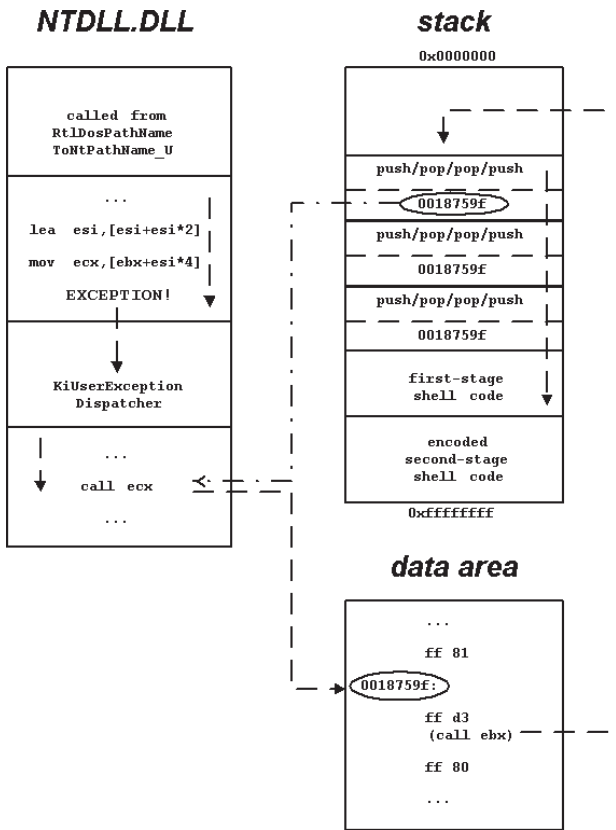 NTDLL.DLL
called from
RtlDosPathName
ToNtPathName_U
...
lea esi,[esi+esi*2]
mov ecx,[ebx+esi*4]
EXCEPTION!
KiUserException
Dispatcher
...
call ecx
...
stack
0x0000000
push/pop/pop/push
0018759f
push/pop/pop/push
0018759f
push/pop/pop/push
0018759f
first-stage
shell code
encoded
second-stage
shell code
0xffffffff
data area
...
ff 81
0018759f:
ff d3
(call ebx)
ff 80
...